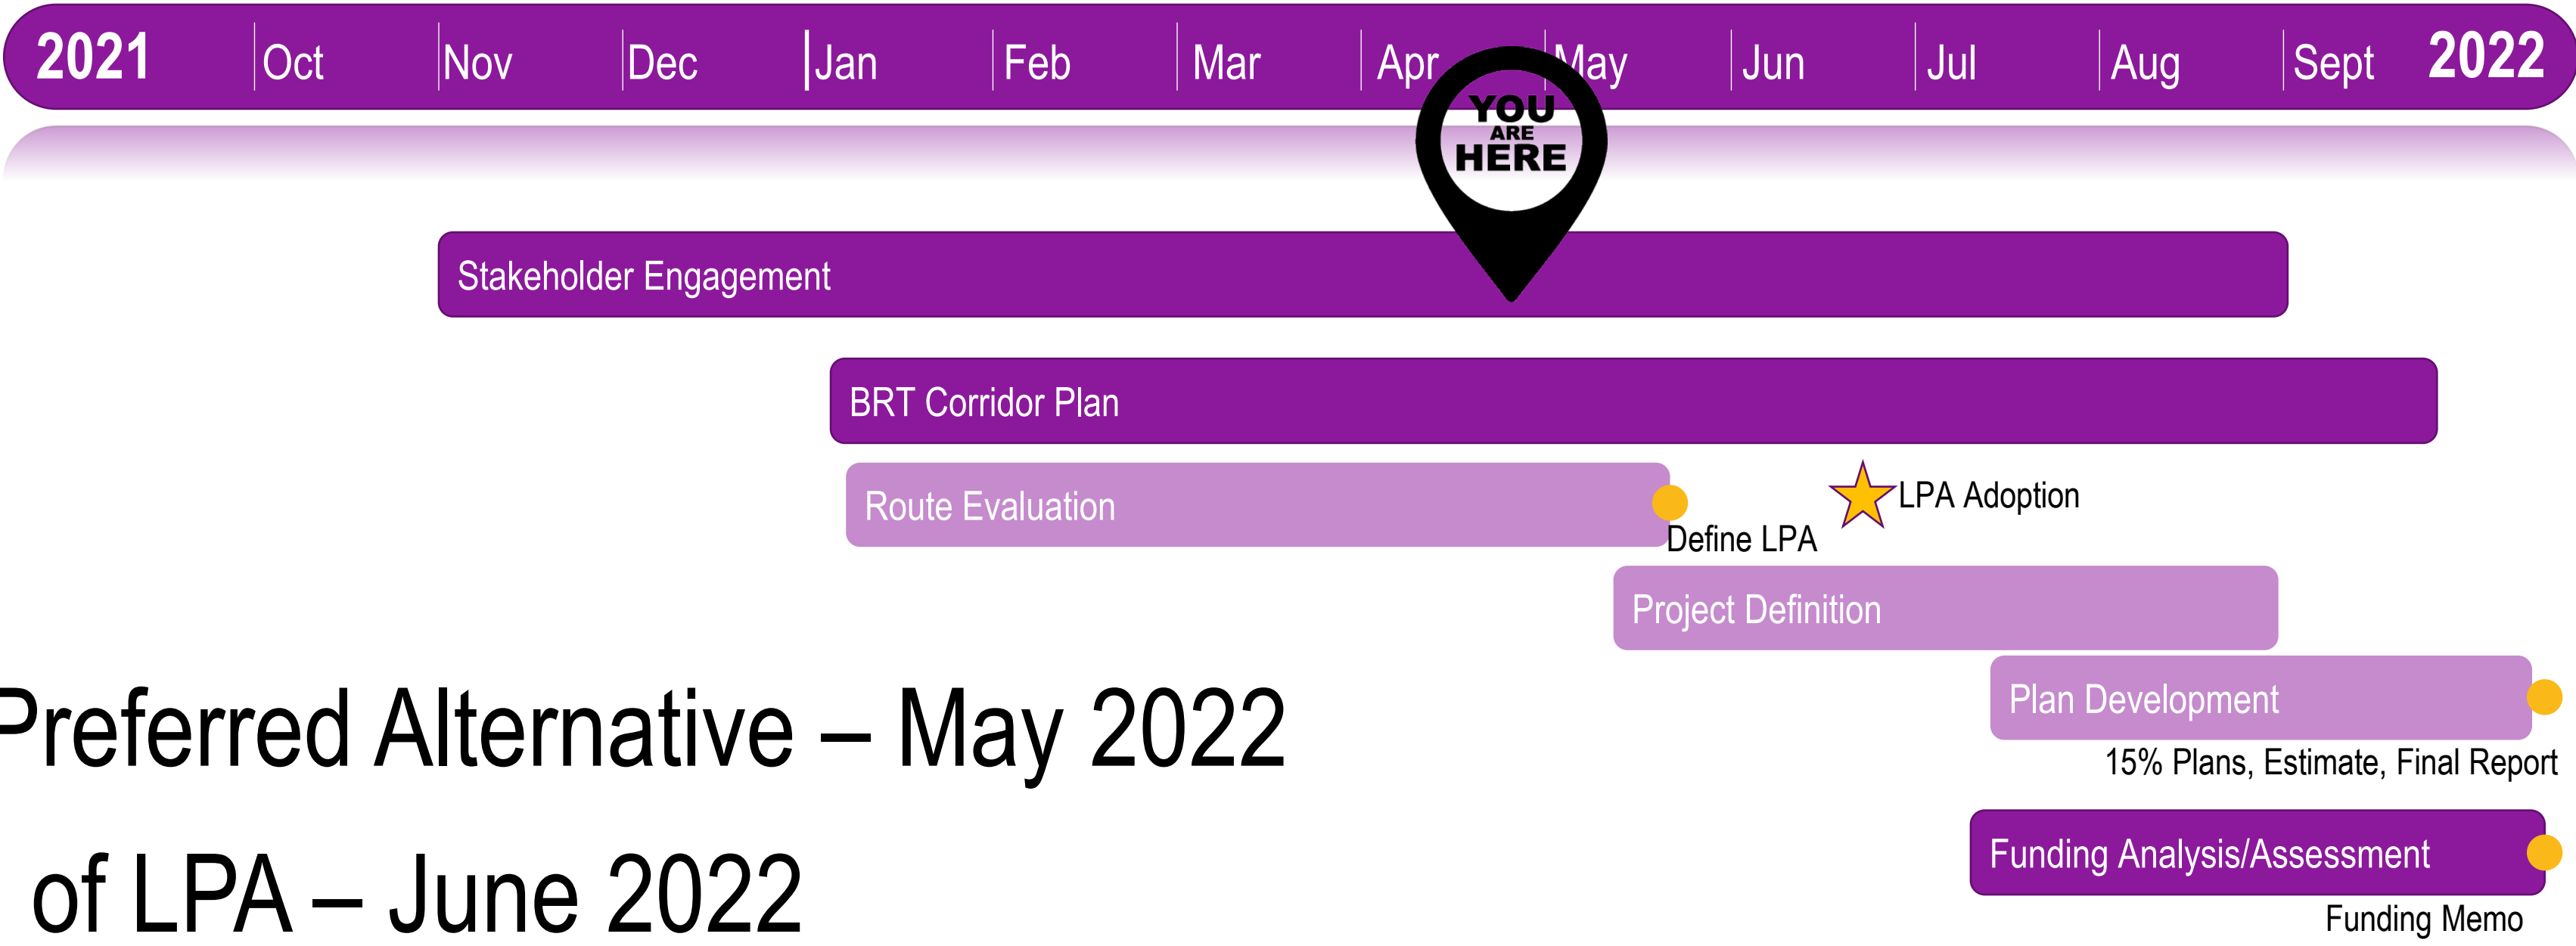 2021 Oct Nov Dec Jan Feb Mar Apr May Jun Jul Aug Sept 2022
YOU
ARE
HERE
Stakeholder Engagement
BRT Corridor Plan
Route Evaluation
LPA Adoption
Define LPA
Project Definition
Plan Development
15% Plans, Estimate, Final Report
Preferred Alternative – May 2022
Funding Analysis/Assessment
of LPA – June 2022
Funding Memo